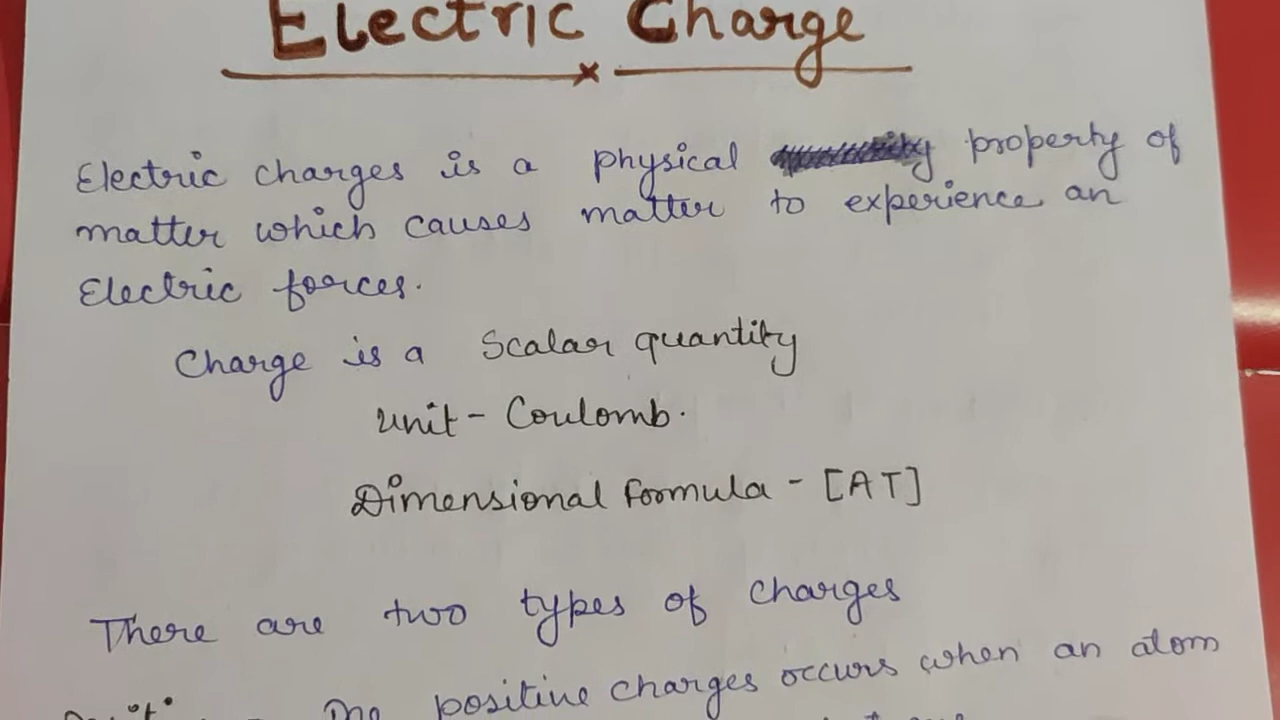 Electric Charge
Electric charges is a physical property of
matter which causes matter to experience an
Electric forces.
Charge is a Scalar quantity
unit - Coulomb.
Dimensional formula - [AT]
There are two types of charges
The positive charges occurs when an atom